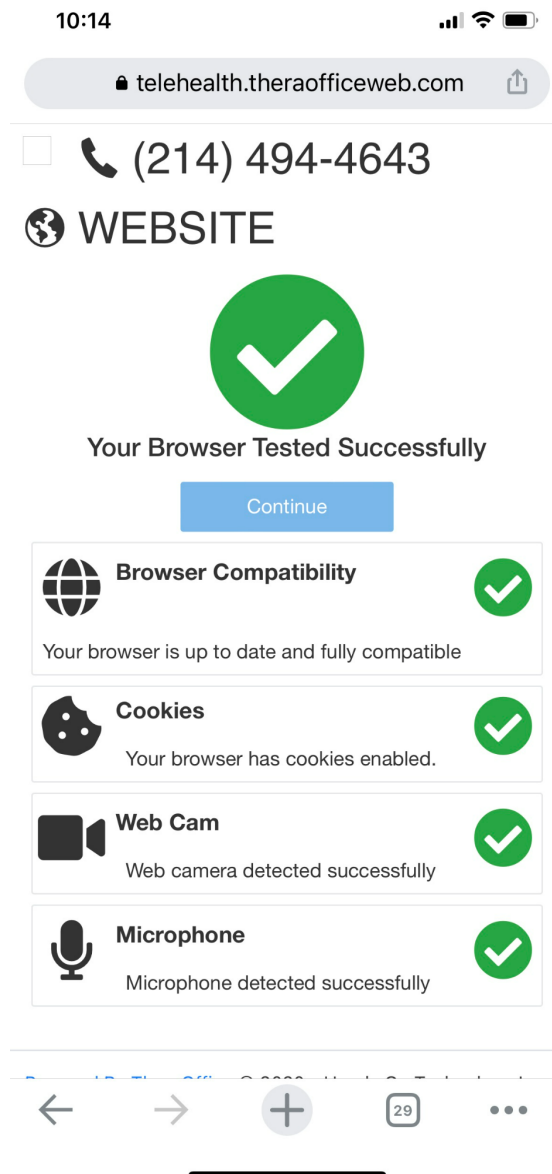 10:14
telehealth.theraofficeweb.com
(214) 494-4643
WEBSITE
Your Browser Tested Successfully
Continue
Browser Compatibility
Your browser is up to date and fully compatible
Cookies
Your browser has cookies enabled.
Web Cam
Web camera detected successfully
Microphone
Microphone detected successfully
29